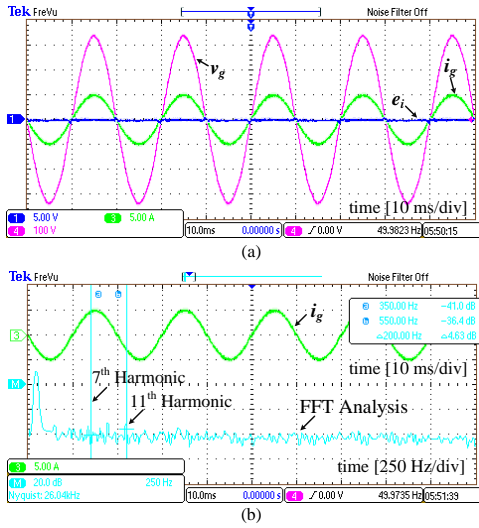 Tek FreVu Noise Filter Off
v_g
i_g
e_i
1
time [10 ms/div]
1 5.00 V 3 5.00 A
4 100 V
10.0ms 0.00000 s 4 / 0.00 V 49.9823 Hz 05:50:15
(a)
Tek FreVu Noise Filter Off
350.00 Hz -41.0 dB
550.00 Hz -36.4 dB
△200.00 Hz △4.63 dB
i_g
3
time [10 ms/div]
7th Harmonic
M
11th Harmonic
FFT Analysis
time [250 Hz/div]
3 5.00 A
M 20.0 dB 250 Hz
Nyquist: 26.04kHz
10.0ms 0.00000 s 4 / 0.00 V 49.9735 Hz 05:51:39
(b)